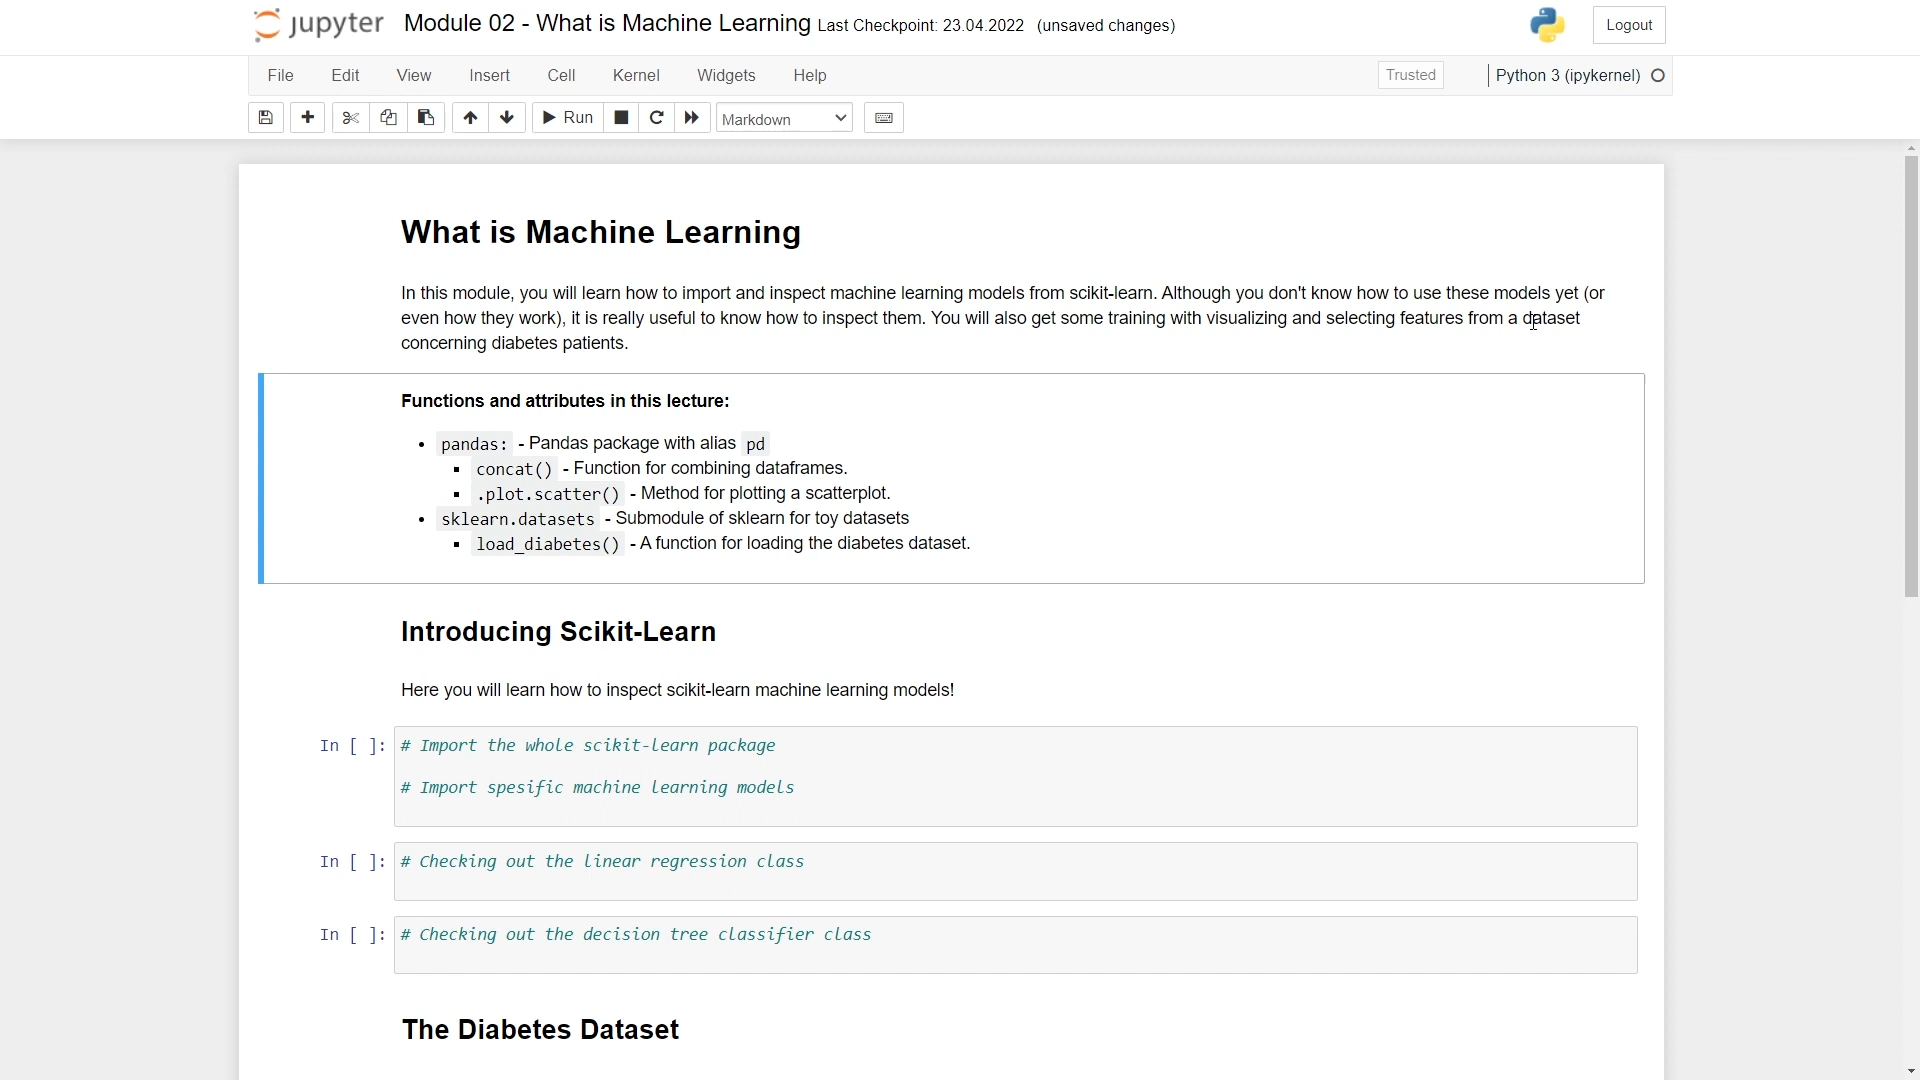 jupyter Module 02 - What is Machine Learning Last Checkpoint: 23.04.2022 (unsaved changes) Logout
File Edit View Insert Cell Kernel Widgets Help Trusted Python 3 (ipykernel)
Run Markdown
What is Machine Learning
In this module, you will learn how to import and inspect machine learning models from scikit-learn. Although you don't know how to use these models yet (or
even how they work), it is really useful to know how to inspect them. You will also get some training with visualizing and selecting features from a dataset
concerning diabetes patients.
Functions and attributes in this lecture:
• pandas: - Pandas package with alias pd
▪ concat() - Function for combining dataframes.
▪ .plot.scatter() - Method for plotting a scatterplot.
• sklearn.datasets - Submodule of sklearn for toy datasets
▪ load_diabetes() - A function for loading the diabetes dataset.
Introducing Scikit-Learn
Here you will learn how to inspect scikit-learn machine learning models!
In [ ]: # Import the whole scikit-learn package
# Import spesific machine learning models
In [ ]: # Checking out the linear regression class
In [ ]: # Checking out the decision tree classifier class
The Diabetes Dataset